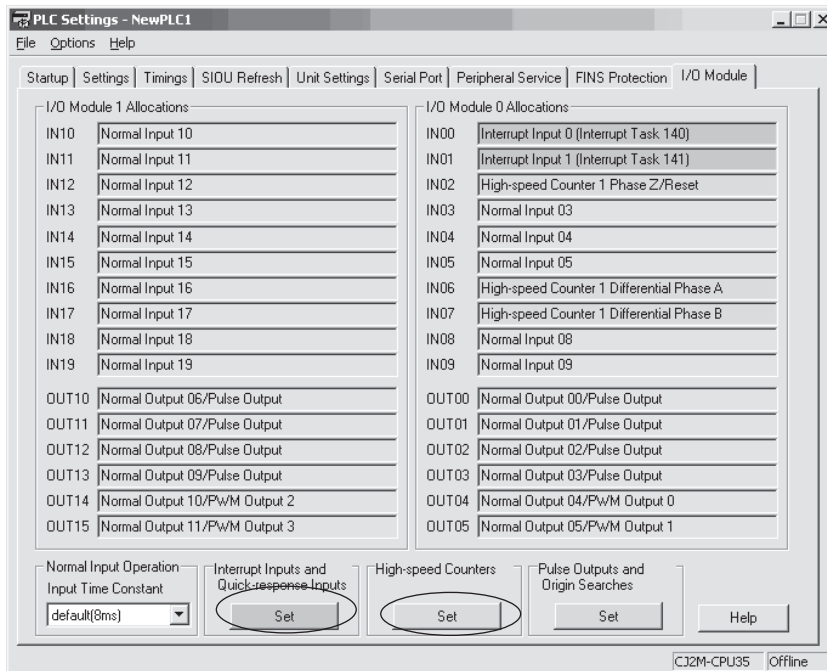 PLC Settings - NewPLC1
File Options Help
Startup Settings Timings SIOU Refresh Unit Settings Serial Port Peripheral Service FINS Protection I/O Module
I/O Module 1 Allocations
IN10 Normal Input 10
IN11 Normal Input 11
IN12 Normal Input 12
IN13 Normal Input 13
IN14 Normal Input 14
IN15 Normal Input 15
IN16 Normal Input 16
IN17 Normal Input 17
IN18 Normal Input 18
IN19 Normal Input 19
OUT10 Normal Output 06/Pulse Output
OUT11 Normal Output 07/Pulse Output
OUT12 Normal Output 08/Pulse Output
OUT13 Normal Output 09/Pulse Output
OUT14 Normal Output 10/PWM Output 2
OUT15 Normal Output 11/PWM Output 3
I/O Module 0 Allocations
IN00 Interrupt Input 0 (Interrupt Task 140)
IN01 Interrupt Input 1 (Interrupt Task 141)
IN02 High-speed Counter 1 Phase Z/Reset
IN03 Normal Input 03
IN04 Normal Input 04
IN05 Normal Input 05
IN06 High-speed Counter 1 Differential Phase A
IN07 High-speed Counter 1 Differential Phase B
IN08 Normal Input 08
IN09 Normal Input 09
OUT00 Normal Output 00/Pulse Output
OUT01 Normal Output 01/Pulse Output
OUT02 Normal Output 02/Pulse Output
OUT03 Normal Output 03/Pulse Output
OUT04 Normal Output 04/PWM Output 0
OUT05 Normal Output 05/PWM Output 1
Normal Input Operation
Input Time Constant
default(8ms)
Interrupt Inputs and
Quick-response Inputs
Set
High-speed Counters
Set
Pulse Outputs and
Origin Searches
Set
Help
CJ2M-CPU35 Offline